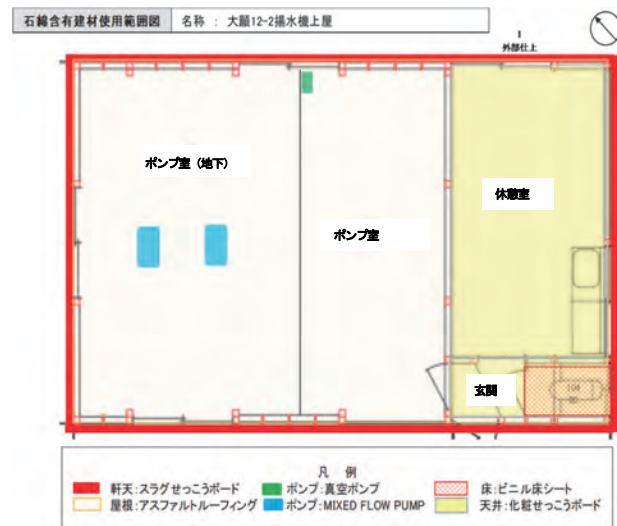 石綿含有建材使用範囲図 名称 : 大願12-2揚水機上屋
1
外部仕上
ポンプ室 (地下)
休憩室
ポンプ室
玄関
凡 例
軒天:スラグせっこうボード ポンプ:真空ポンプ 床:ビニル床シート
屋根:アスファルトルーフィング ポンプ:MIXED FLOW PUMP 天井:化粧せっこうボード